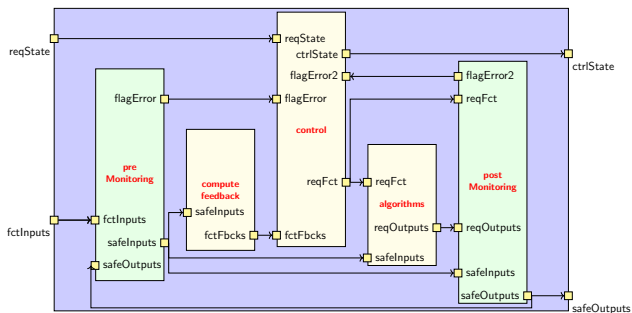 reqState
reqState
ctrlState
ctrlState
flagError2
flagError2
flagError
flagError
reqFct
control
pre
Monitoring
compute
feedback
reqFct
reqFct
post
Monitoring
algorithms
safeInputs
fctInputs
fctInputs
fctFbcks
fctFbcks
reqOutputs
reqOutputs
safeInputs
safeInputs
safeOutputs
safeInputs
safeOutputs
safeOutputs